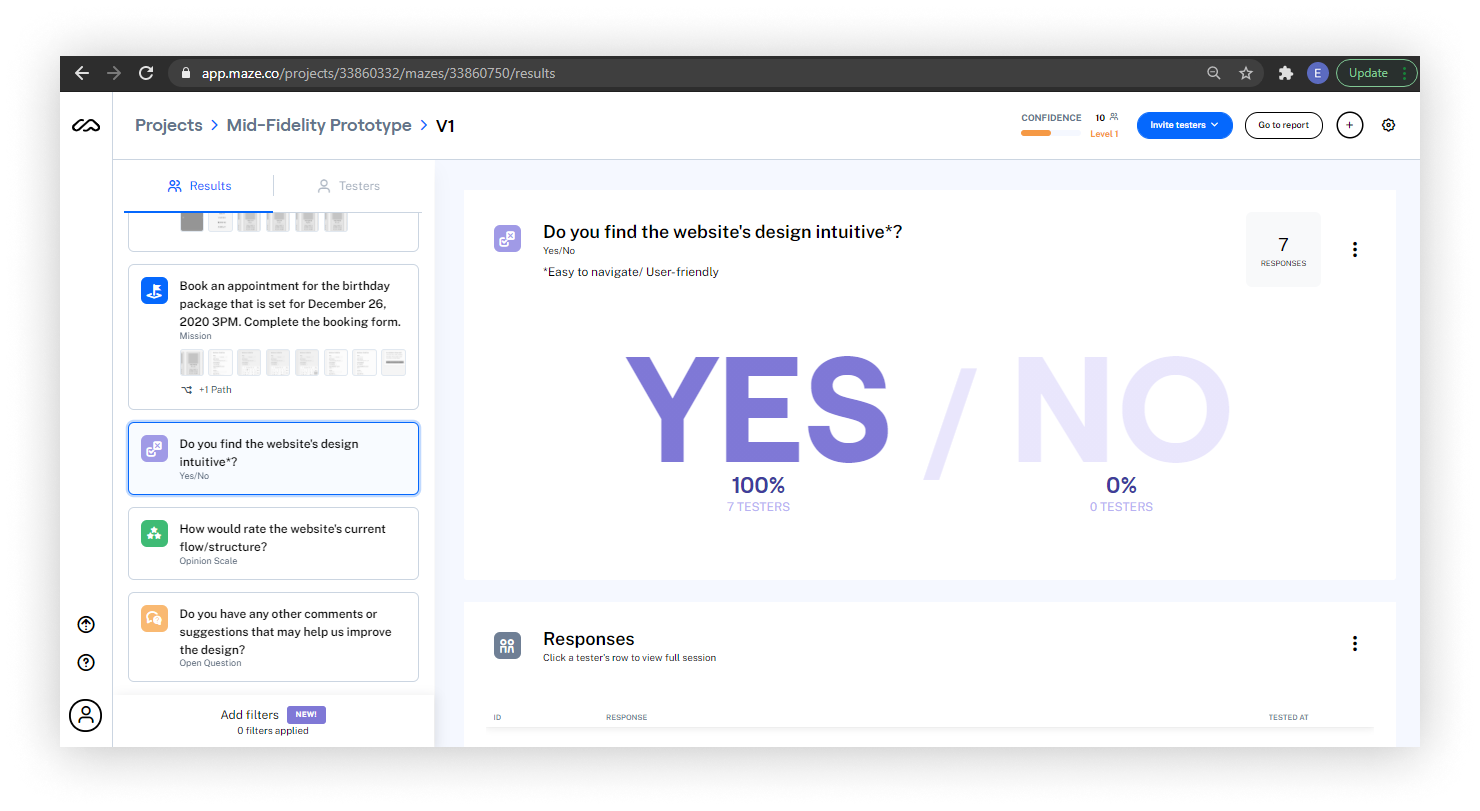 app.maze.co/projects/33860332/mazes/33860750/results
E
Update
Projects > Mid-Fidelity Prototype > V1
CONFIDENCE 10
Level 1
Invite testers
Go to report
Results
Testers
Book an appointment for the birthday
package that is set for December 26,
2020 3PM. Complete the booking form.
Mission
+1 Path
Do you find the website's design
intuitive*?
Yes/No
How would rate the website's current
flow/structure?
Opinion Scale
Do you have any other comments or
suggestions that may help us improve
the design?
Open Question
Add filters NEW!
0 filters applied
Do you find the website's design intuitive*?
Yes/No
*Easy to navigate/ User-friendly
7
RESPONSES
YES / NO
100% 0%
7 TESTERS 0 TESTERS
Responses
Click a tester's row to view full session
ID RESPONSE TESTED AT